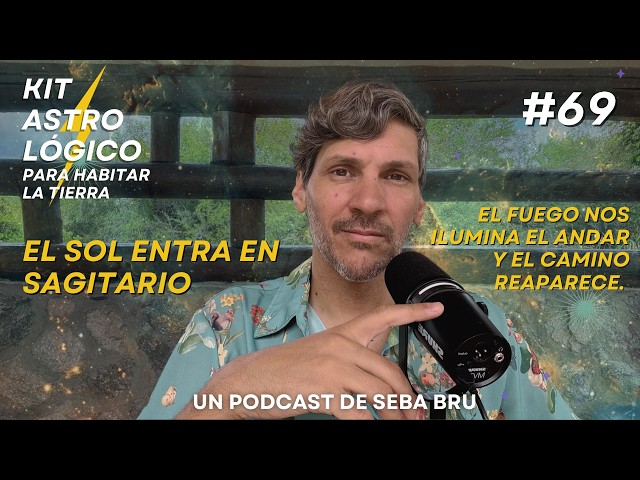 KIT
ASTRO
LÓGICO
PARA HABITAR
LA TIERRA
#69
EL SOL ENTRA EN
SAGITARIO
EL FUEGO NOS
ILUMINA EL ANDAR
Y EL CAMINO
REAPARECE.
UN PODCAST DE SEBA BRU